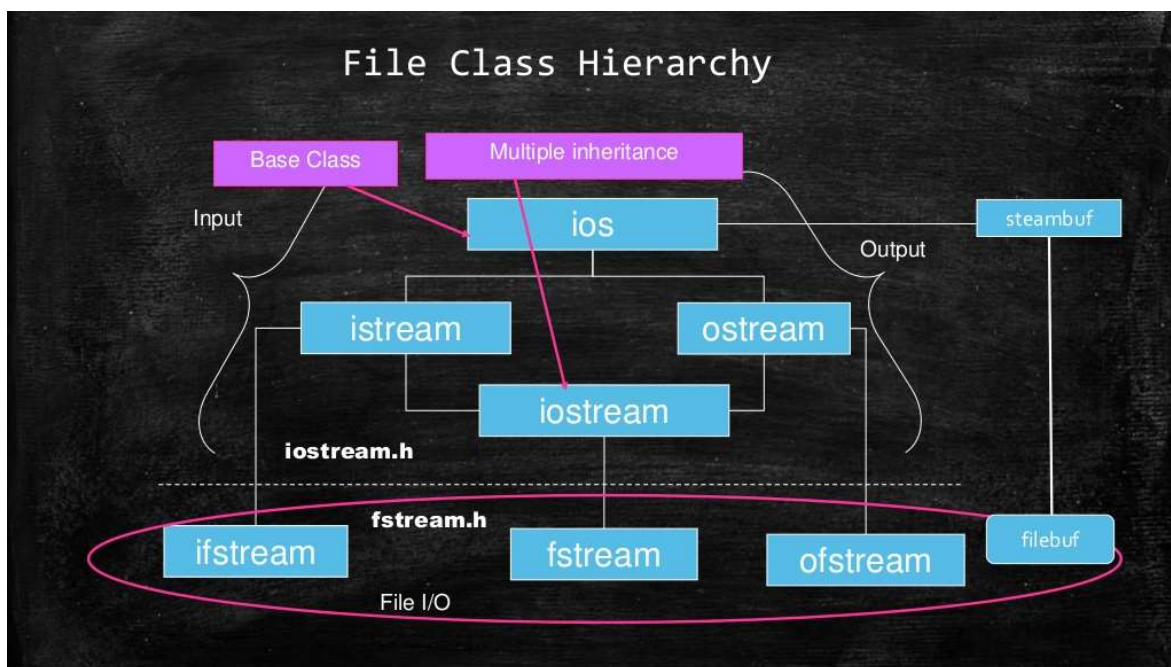 File Class Hierarchy
Base Class
Multiple inheritance
Input
ios
steambuf
Output
istream
ostream
iostream
iostream.h
fstream.h
ifstream
fstream
ofstream
filebuf
File I/O